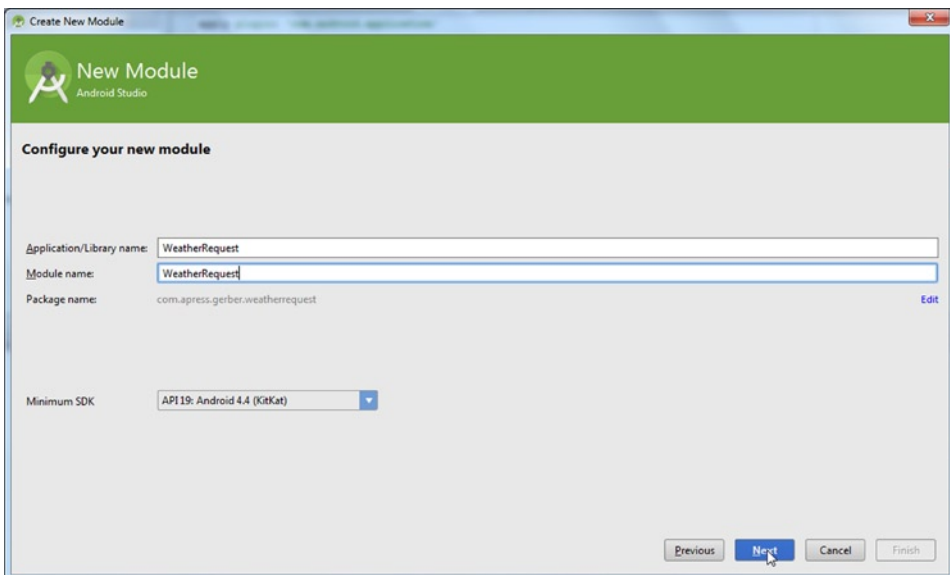 Create New Module
New Module
Android Studio
Configure your new module
Application/Library name: WeatherRequest
Module name: WeatherRequest
Package name: com.apress.gerber.weatherrequest Edit
Minimum SDK API 19: Android 4.4 (KitKat)
Previous Next Cancel Finish